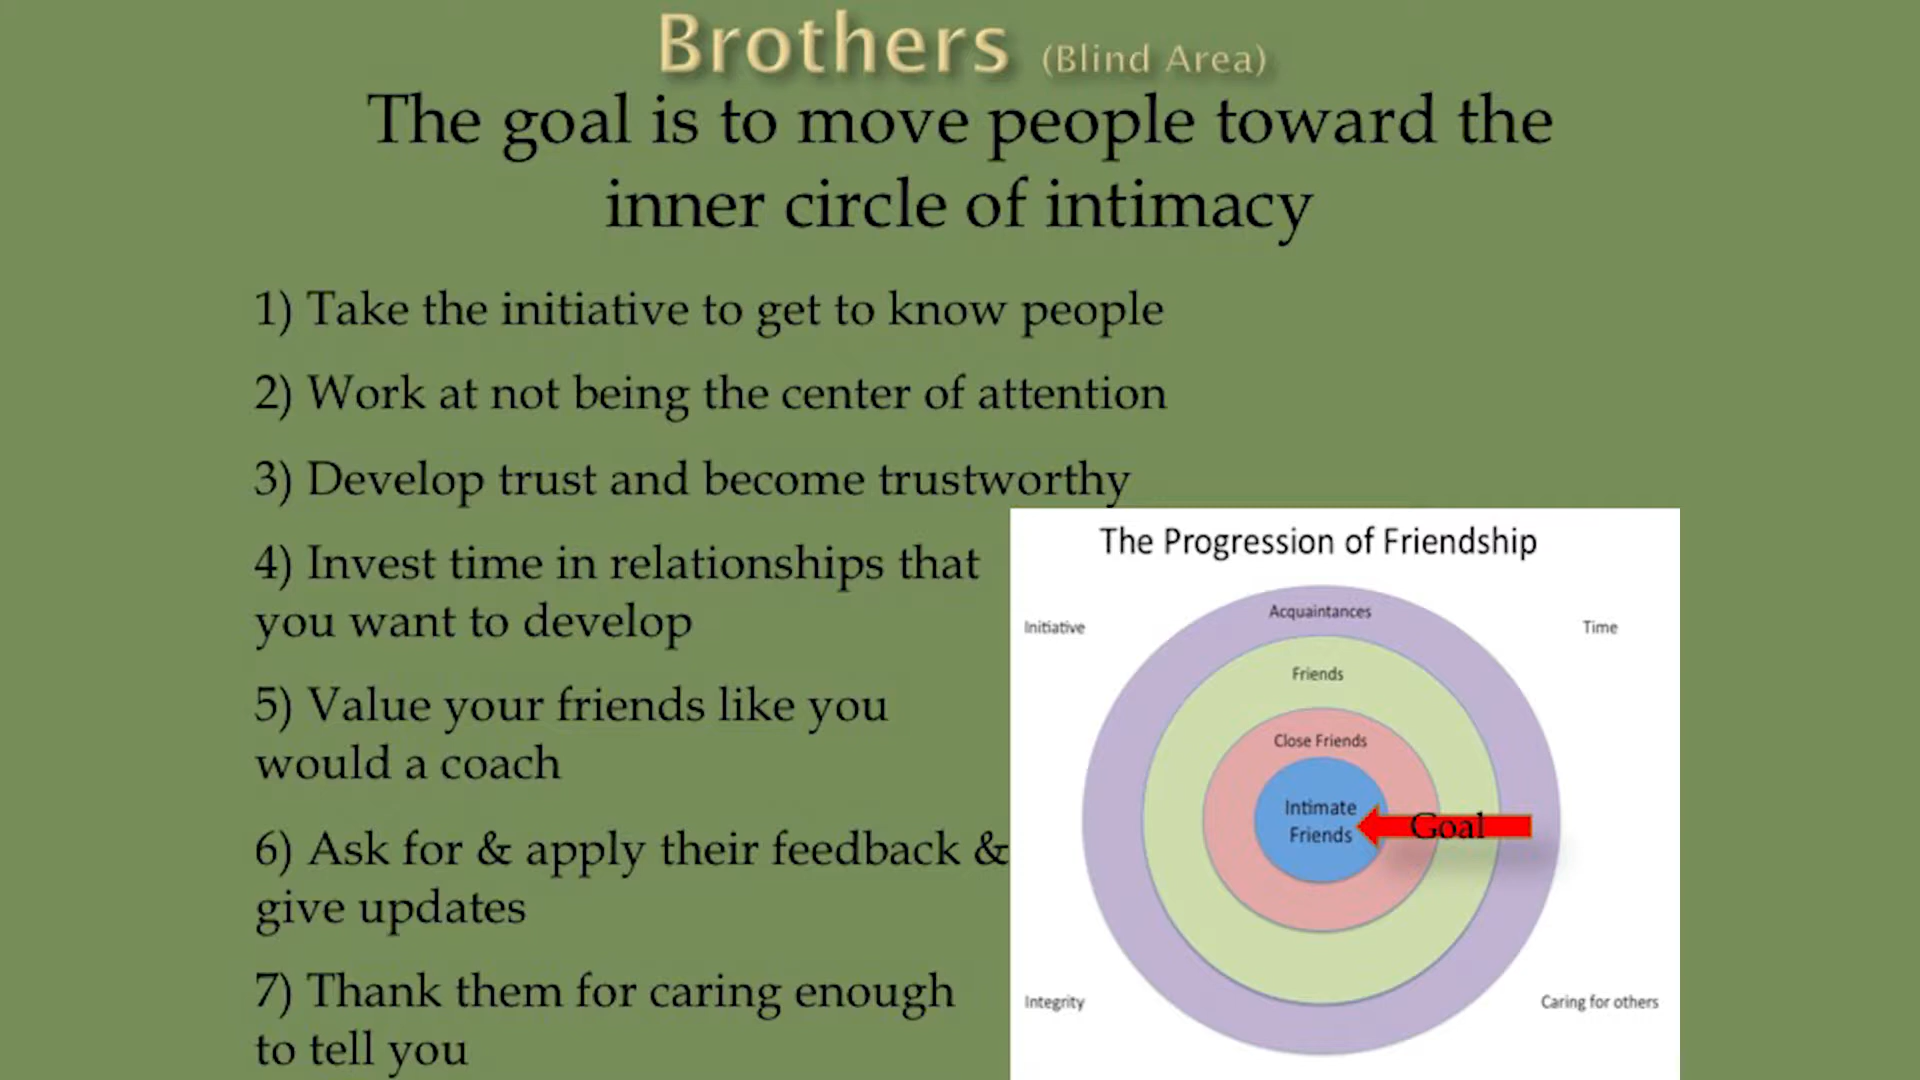 Brothers (Blind Area)
The goal is to move people toward the
inner circle of intimacy
1) Take the initiative to get to know people
2) Work at not being the center of attention
3) Develop trust and become trustworthy
4) Invest time in relationships that
you want to develop
5) Value your friends like you
would a coach
6) Ask for & apply their feedback &
give updates
7) Thank them for caring enough
to tell you
The Progression of Friendship
Acquaintances
Initiative
Time
Friends
Close Friends
Intimate
Friends
Goal
Integrity
Caring for others